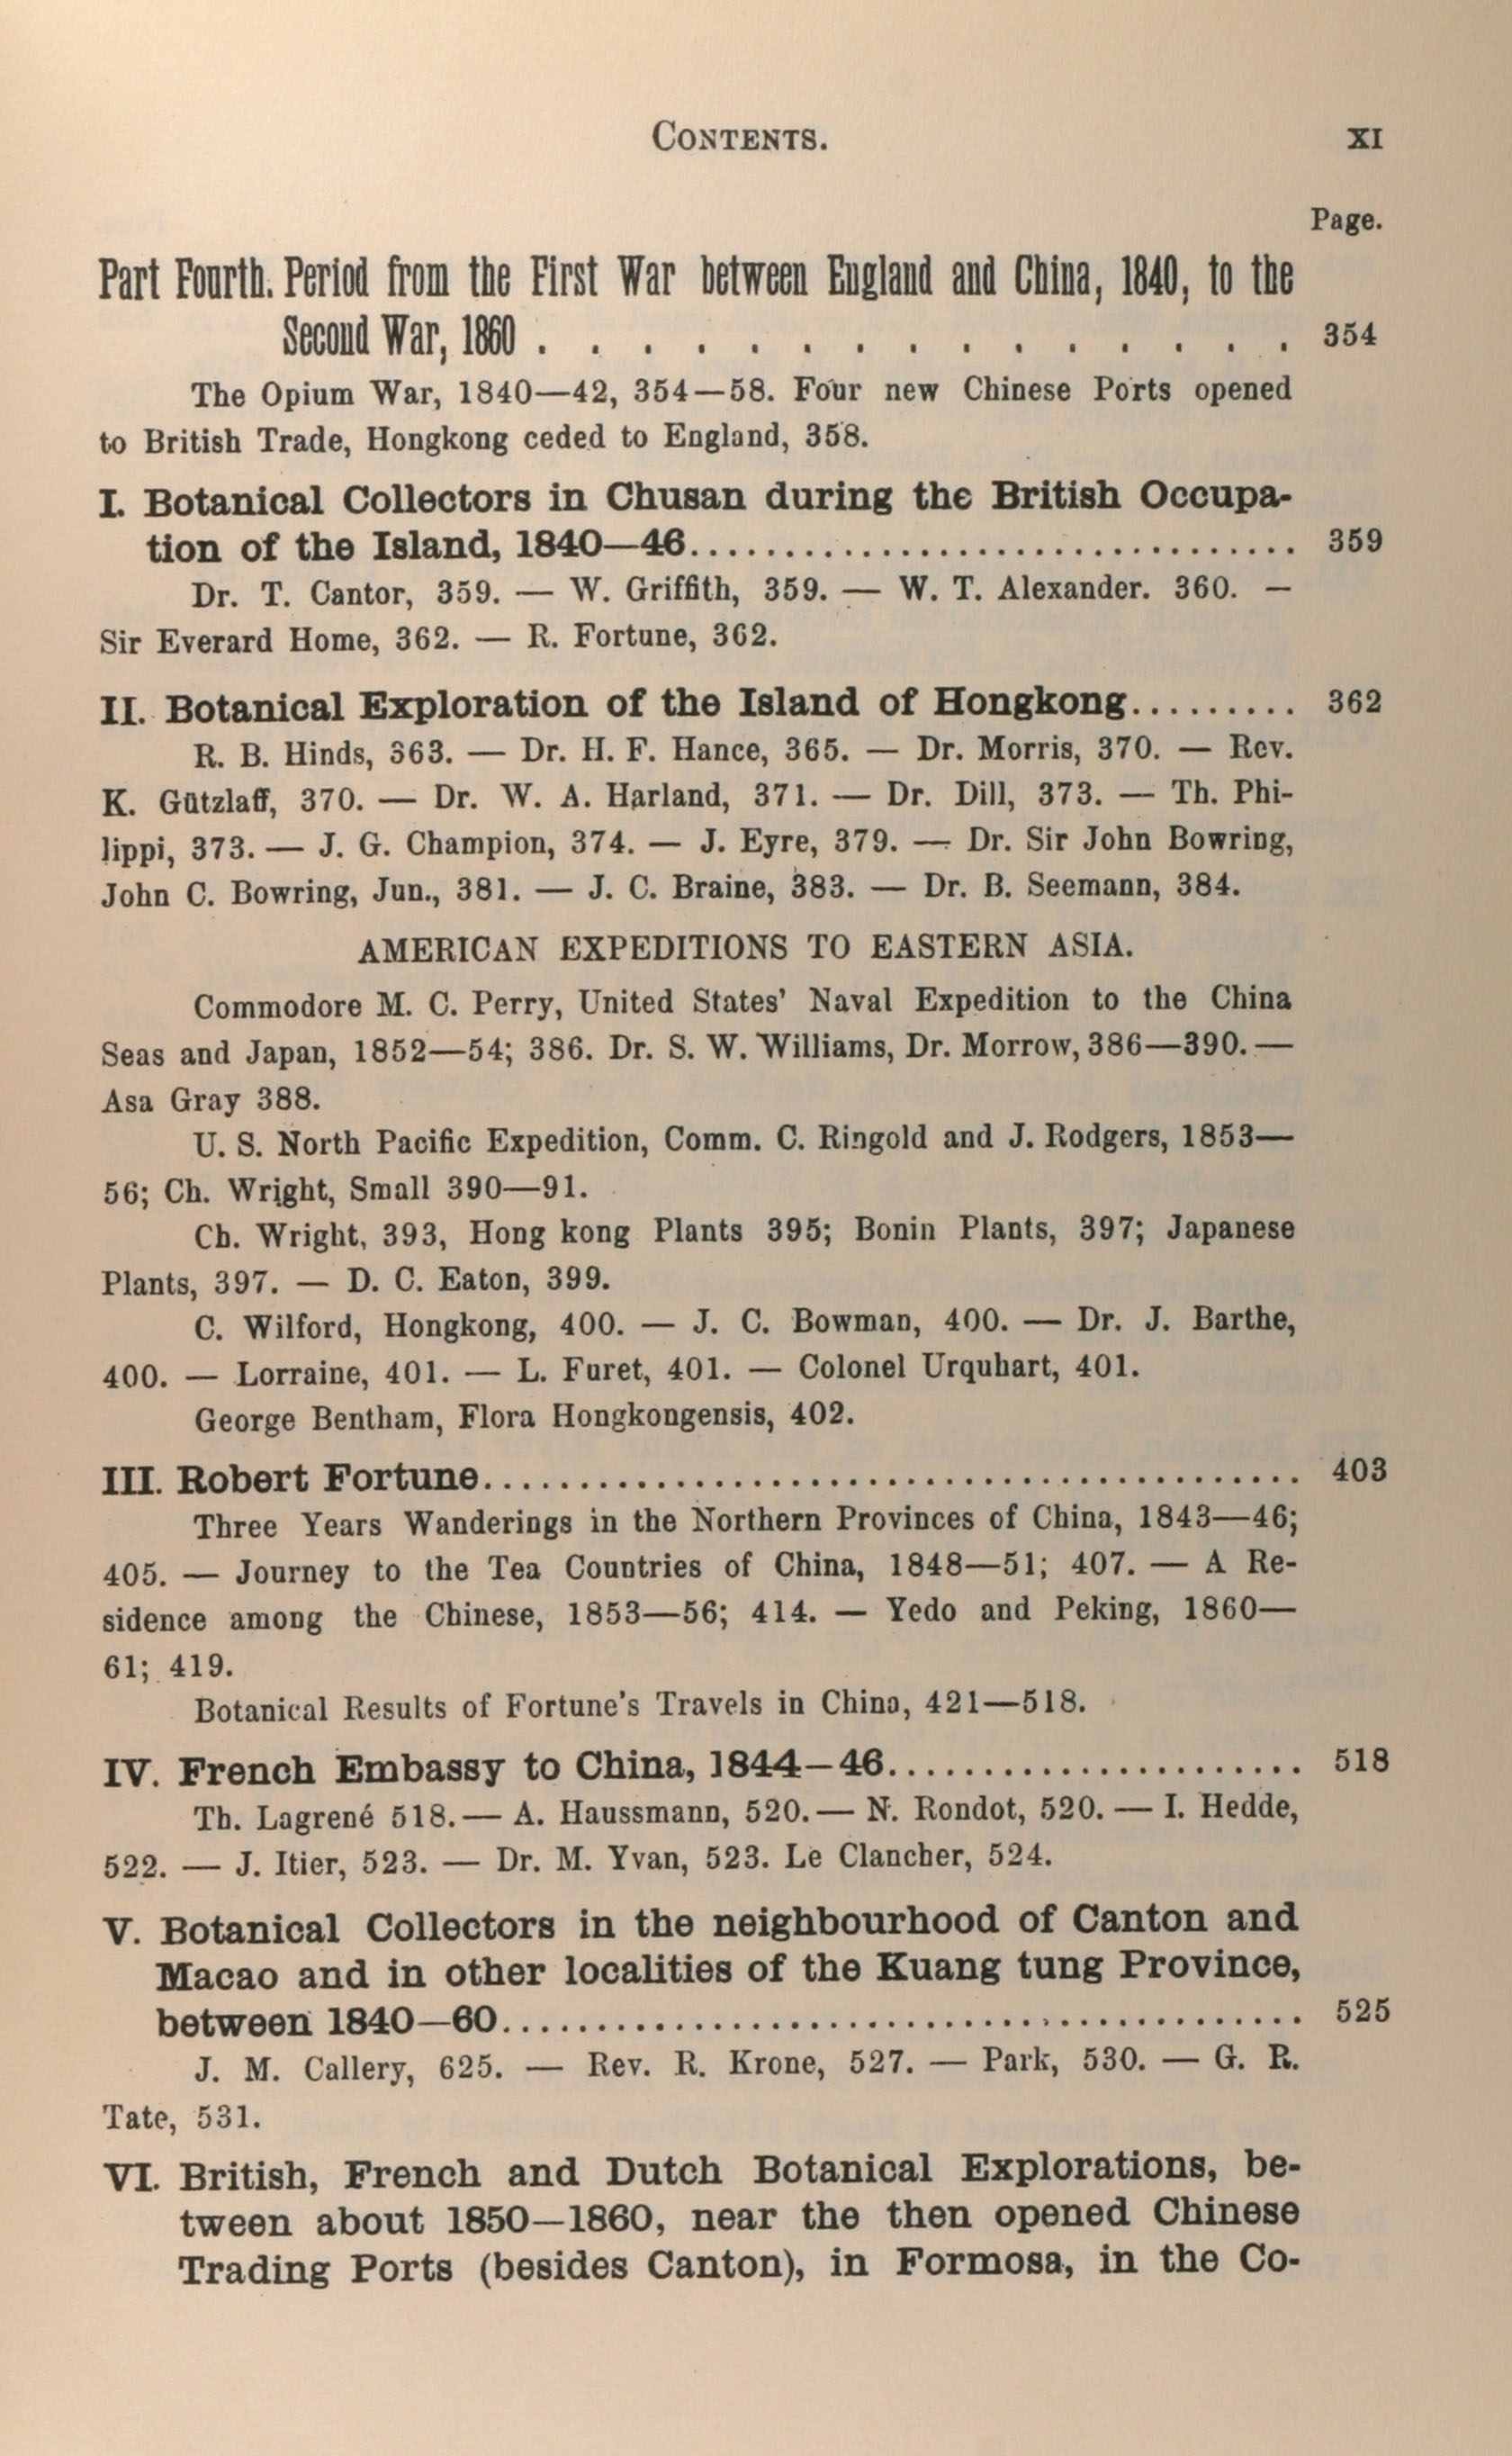 CONTENTS. XI
Page.
Part Fourth. Period from the First War between England and China, 1840, to the
Second War, 1860 . . . . . . . . . . . . . . . 354
The Opium War, 1840—42, 354—58. Four new Chinese Ports opened
to British Trade, Hongkong ceded to England, 358.
I. Botanical Collectors in Chusan during the British Occupa-
tion of the Island, 1840—46................................ 359
Dr. T. Cantor, 359. — W. Griffith, 359. — W. T. Alexander. 360. —
Sir Everard Home, 362. — R. Fortune, 362.
II. Botanical Exploration of the Island of Hongkong......... 362
R. B. Hinds, 363. — Dr. H. F. Hance, 365. — Dr. Morris, 370. — Rev.
K. Gützlaff, 370. — Dr. W. A. Harland, 371. — Dr. Dill, 373. — Th. Phi-
lippi, 373. — J. G. Champion, 374. — J. Eyre, 379. — Dr. Sir John Bowring,
John C. Bowring, Jun., 381. — J. C. Braine, 383. — Dr. B. Seemann, 384.
AMERICAN EXPEDITIONS TO EASTERN ASIA.
Commodore M. C. Perry, United States' Naval Expedition to the China
Seas and Japan, 1852—54; 386. Dr. S. W. Williams, Dr. Morrow, 386—390. —
Asa Gray 388.
U. S. North Pacific Expedition, Comm. C. Ringold and J. Rodgers, 1853—
56; Ch. Wright, Small 390—91.
Ch. Wright, 393, Hong kong Plants 395; Bonin Plants, 397; Japanese
Plants, 397. — D. C. Eaton, 399.
C. Wilford, Hongkong, 400. — J. C. Bowman, 400. — Dr. J. Barthe,
400. — Lorraine, 401. — L. Furet, 401. — Colonel Urquhart, 401.
George Bentham, Flora Hongkongensis, 402.
III. Robert Fortune........................................... 403
Three Years Wanderings in the Northern Provinces of China, 1843—46;
405. — Journey to the Tea Countries of China, 1848—51; 407. — A Re-
sidence among the Chinese, 1853—56; 414. — Yedo and Peking, 1860—
61; 419.
Botanical Results of Fortune's Travels in China, 421—518.
IV. French Embassy to China, 1844—46...................... 518
Th. Lagrené 518. — A. Haussmann, 520. — N. Rondot, 520. — I. Hedde,
522. — J. Itier, 523. — Dr. M. Yvan, 523. Le Clancher, 524.
V. Botanical Collectors in the neighbourhood of Canton and
Macao and in other localities of the Kuang tung Province,
between 1840—60.......................................... 525
J. M. Callery, 625. — Rev. R. Krone, 527. — Park, 530. — G. R.
Tate, 531.
VI. British, French and Dutch Botanical Explorations, be-
tween about 1850—1860, near the then opened Chinese
Trading Ports (besides Canton), in Formosa, in the Co-